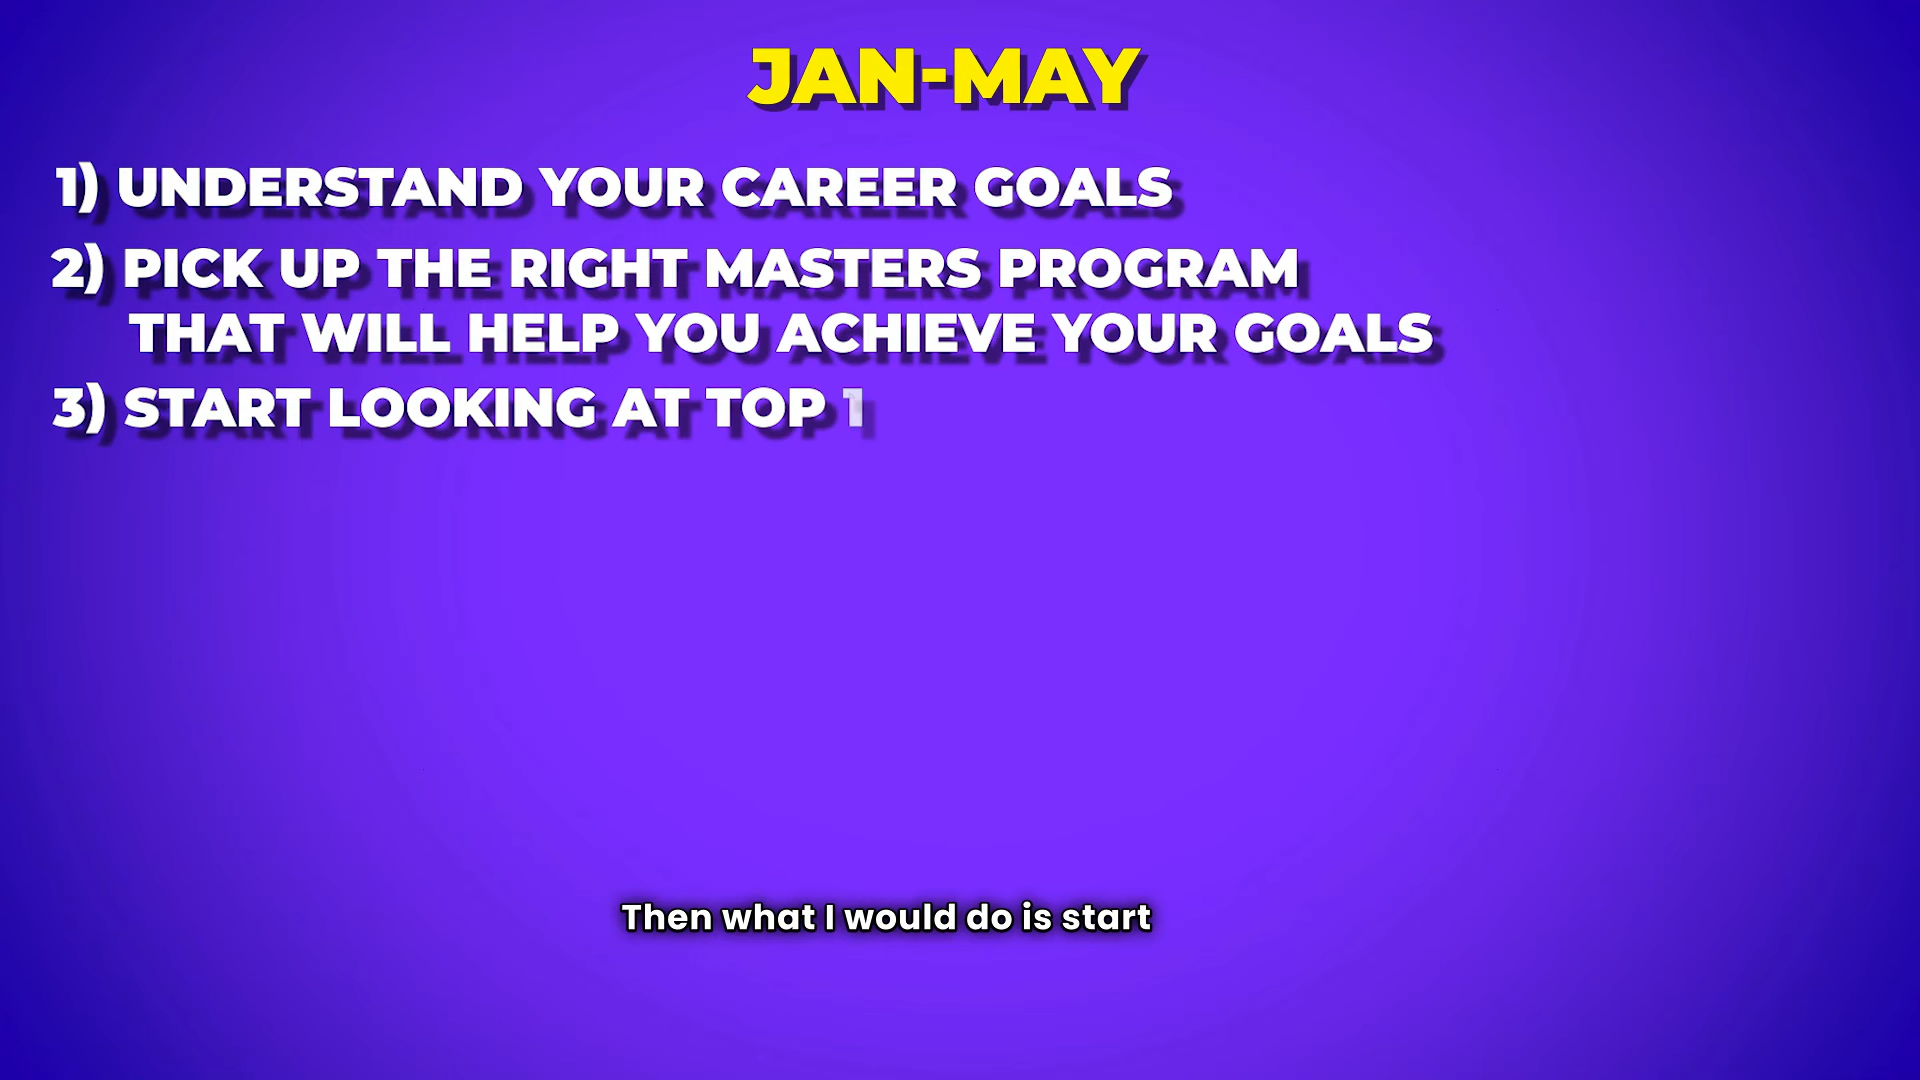 JAN-MAY
1) UNDERSTAND YOUR CAREER GOALS
2) PICK UP THE RIGHT MASTERS PROGRAM
THAT WILL HELP YOU ACHIEVE YOUR GOALS
3) START LOOKING AT TOP 1
Then what I would do is start